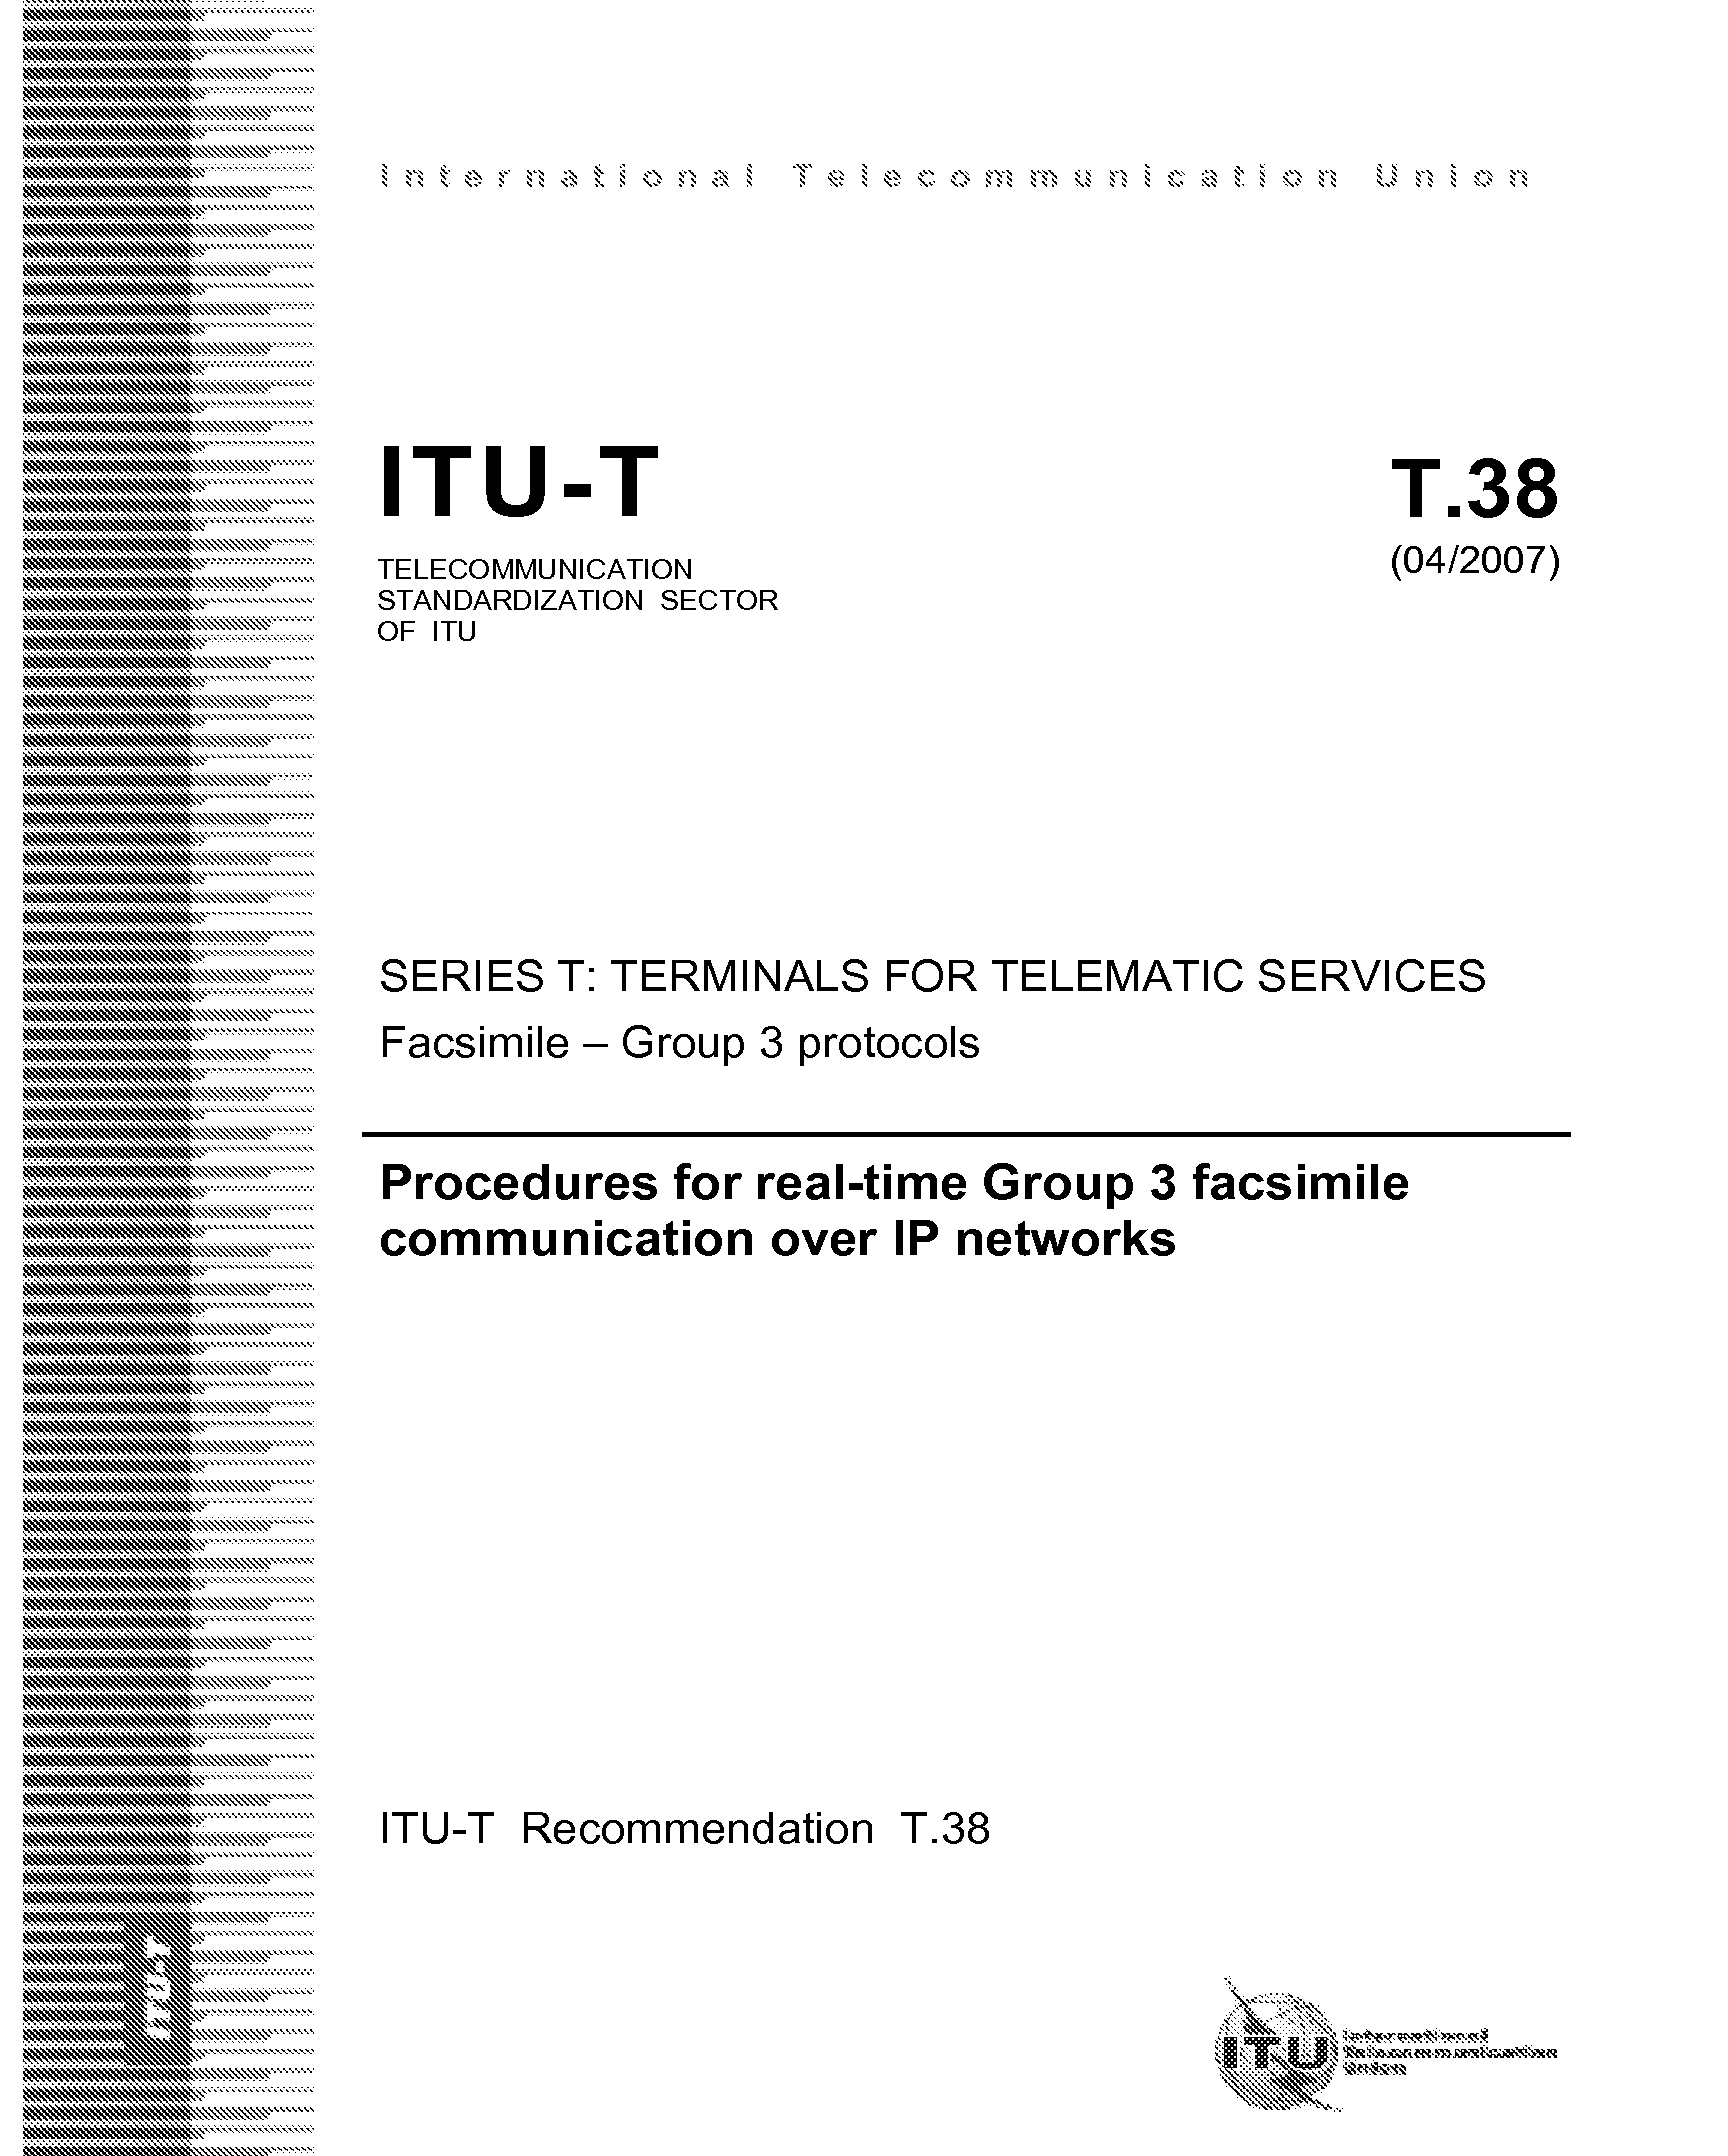 International Telecommunication Union
ITU-T
T.38
TELECOMMUNICATION
STANDARDIZATION SECTOR
OF ITU
(04/2007)
SERIES T: TERMINALS FOR TELEMATIC SERVICES
Facsimile – Group 3 protocols
Procedures for real-time Group 3 facsimile
communication over IP networks
ITU-T Recommendation T.38
ITU-T
ITU
International
Telecommunication
Union